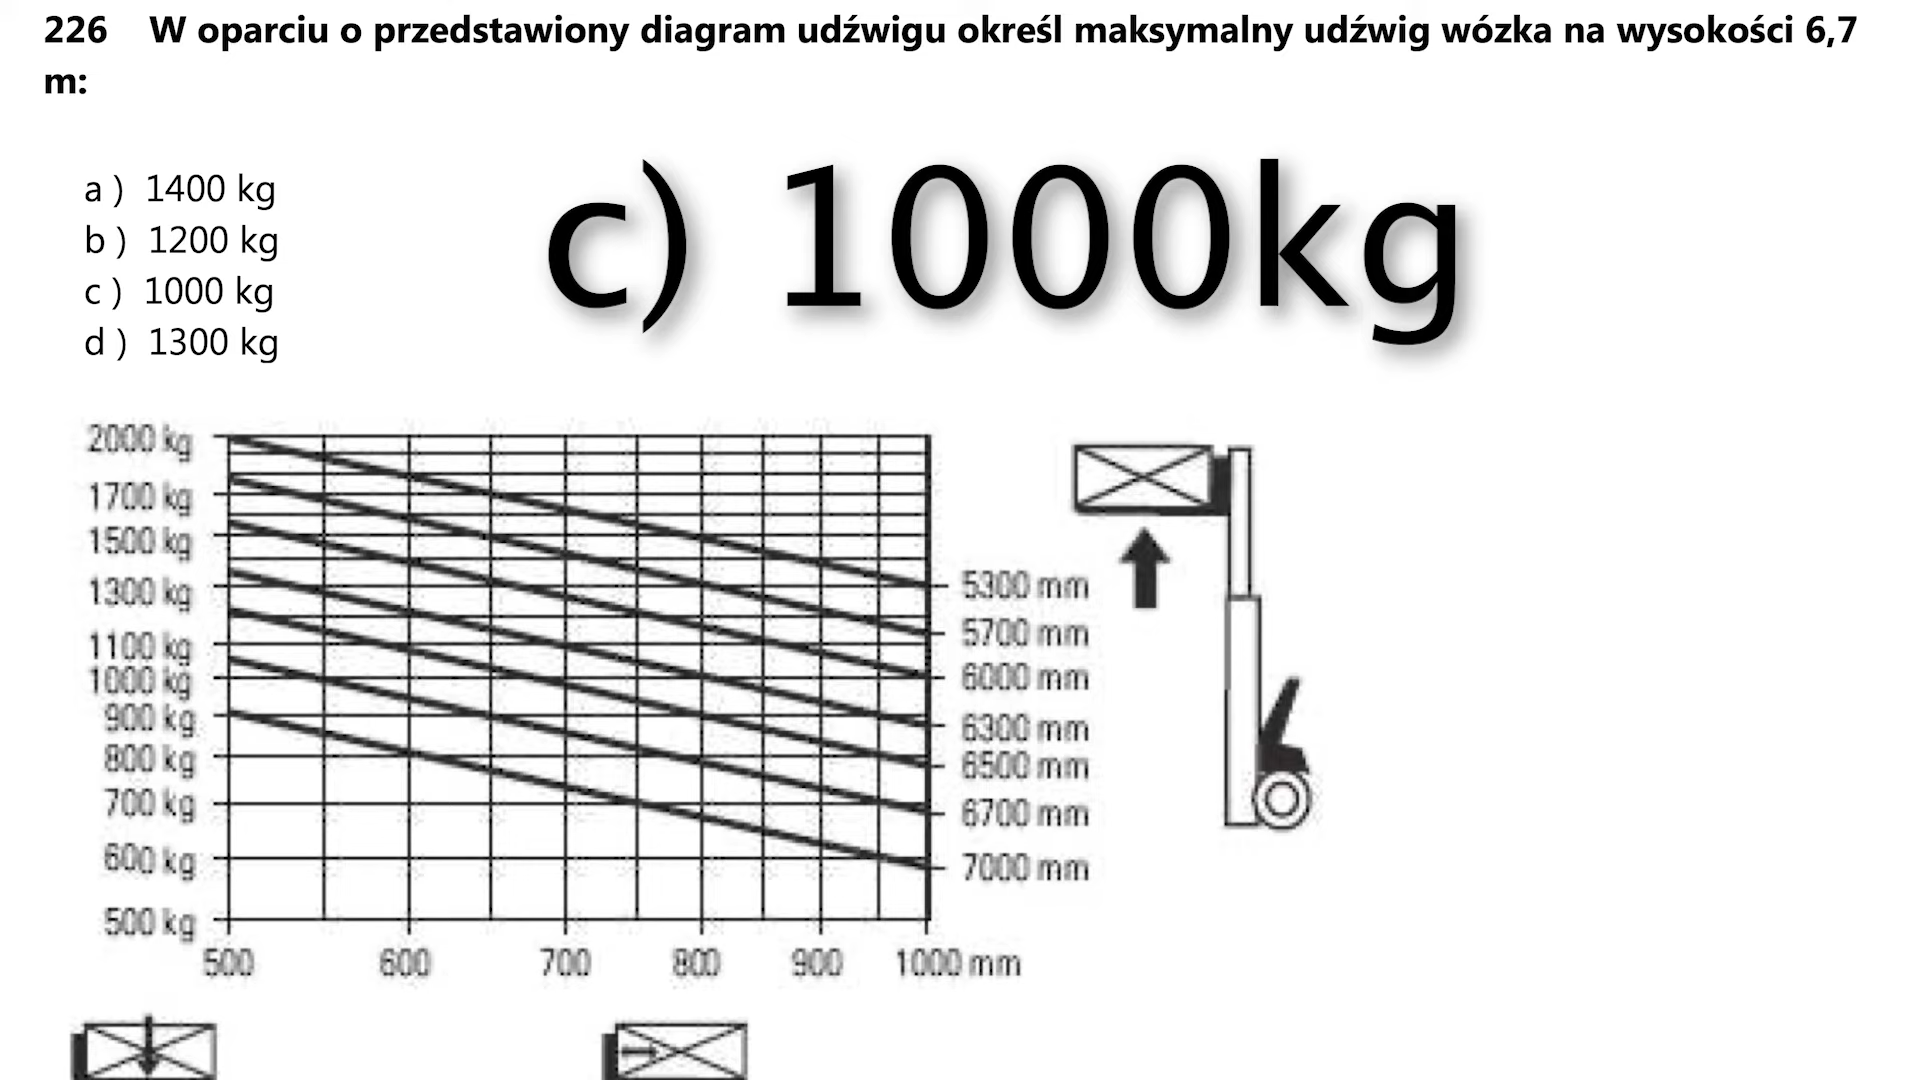 226 W oparciu o przedstawiony diagram udźwigu określ maksymalny udźwig wózka na wysokości 6,7
m:
a ) 1400 kg
b ) 1200 kg
c ) 1000 kg
d ) 1300 kg
c) 1000kg
2000 kg
1700 kg
1500 kg
1300 kg
1100 kg
1000 kg
900 kg
800 kg
700 kg
600 kg
500 kg
5300 mm
5700 mm
6000 mm
6300 mm
6500 mm
6700 mm
7000 mm
500 600 700 800 900 1000 mm